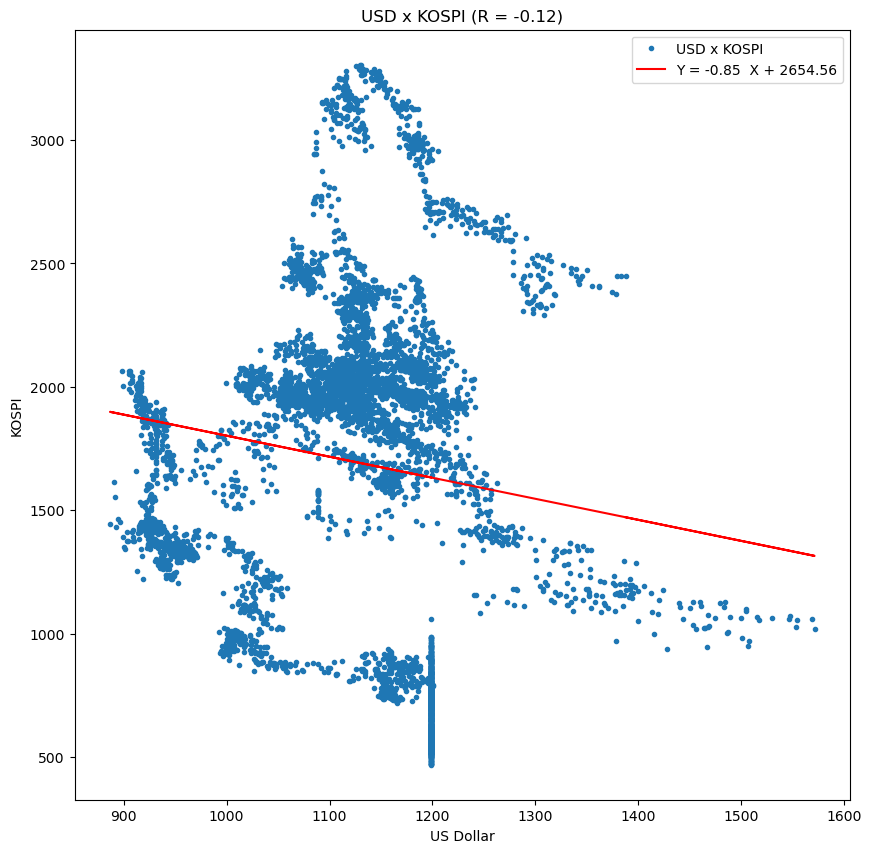 USD x KOSPI (R = -0.12)
USD x KOSPI
Y = -0.85  X + 2654.56
3000
2500
2000
1500
1000
500
KOSPI
900
1000
1100
1200
1300
1400
1500
1600
US Dollar